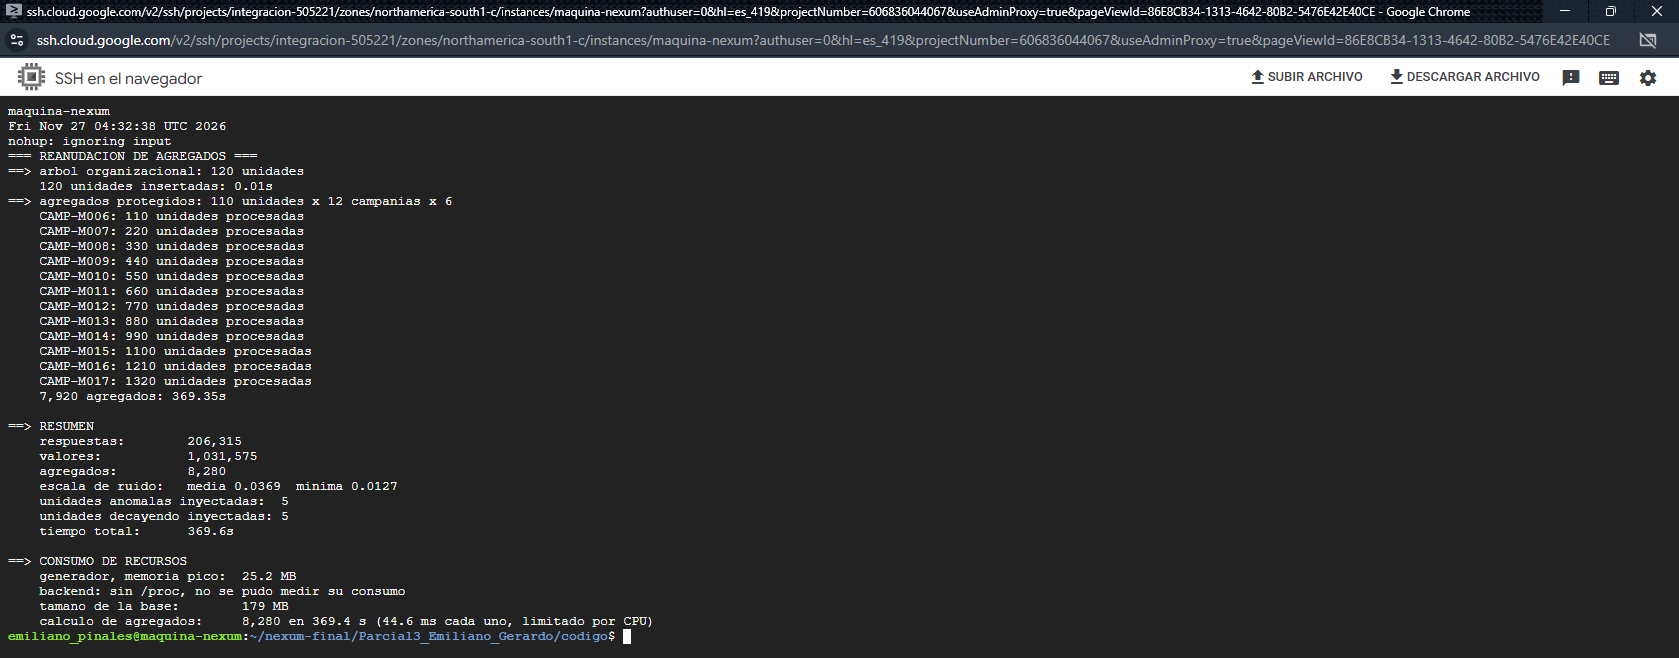 ssh.cloud.google.com/v2/ssh/projects/integracion-505221/zones/northamerica-south1-c/instances/maquina-nexum?authuser=0&hl=es_419&projectNumber=606836044067&useAdminProxy=true&pageViewId=86E8CB34-1313-4642-80B2-5476E42E40CE - Google Chrome
ssh.cloud.google.com/v2/ssh/projects/integracion-505221/zones/northamerica-south1-c/instances/maquina-nexum?authuser=0&hl=es_419&projectNumber=606836044067&useAdminProxy=true&pageViewId=86E8CB34-1313-4642-80B2-5476E42E40CE
SSH en el navegador SUBIR ARCHIVO DESCARGAR ARCHIVO
maquina-nexum
Fri Nov 27 04:32:38 UTC 2026
nohup: ignoring input
=== REANUDACION DE AGREGADOS ===
==> arbol organizacional: 120 unidades
120 unidades insertadas: 0.01s
==> agregados protegidos: 110 unidades x 12 campanias x 6
CAMP-M006: 110 unidades procesadas
CAMP-M007: 220 unidades procesadas
CAMP-M008: 330 unidades procesadas
CAMP-M009: 440 unidades procesadas
CAMP-M010: 550 unidades procesadas
CAMP-M011: 660 unidades procesadas
CAMP-M012: 770 unidades procesadas
CAMP-M013: 880 unidades procesadas
CAMP-M014: 990 unidades procesadas
CAMP-M015: 1100 unidades procesadas
CAMP-M016: 1210 unidades procesadas
CAMP-M017: 1320 unidades procesadas
7,920 agregados: 369.35s
==> RESUMEN
respuestas: 206,315
valores: 1,031,575
agregados: 8,280
escala de ruido: media 0.0369 minima 0.0127
unidades anomalas inyectadas: 5
unidades decayendo inyectadas: 5
tiempo total: 369.6s
==> CONSUMO DE RECURSOS
generador, memoria pico: 25.2 MB
backend: sin /proc, no se pudo medir su consumo
tamano de la base: 179 MB
calculo de agregados: 8,280 en 369.4 s (44.6 ms cada uno, limitado por CPU)
emiliano_pinales@maquina-nexum:~/nexum-final/Parcial3_Emiliano_Gerardo/codigo$